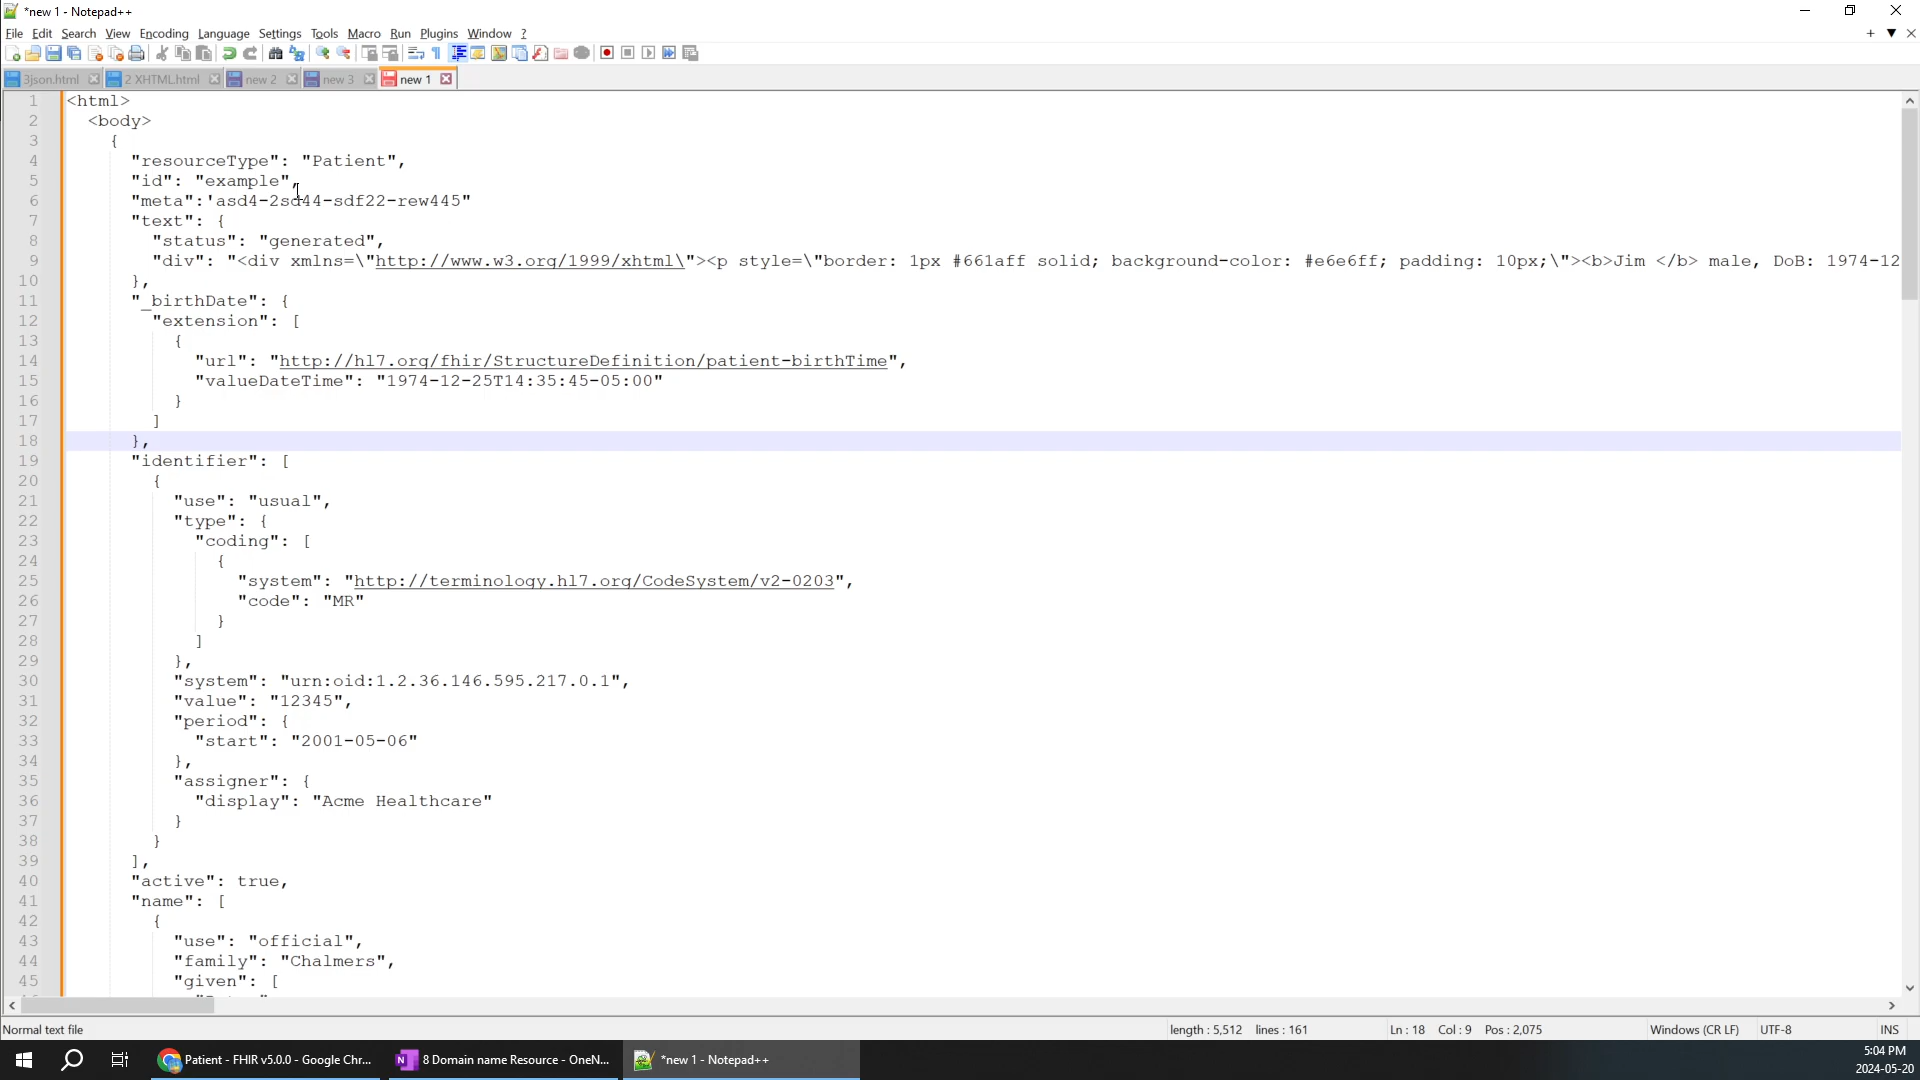 *new 1 - Notepad++
File Edit Search View Encoding Language Settings Tools Macro Run Plugins Window ?
3json.html 2 XHTML.html new 2 new 3 new 1
1 <html>
2 <body>
3 {
4 "resourceType": "Patient",
5 "id": "example",
6 "meta":'asd4-2sd44-sdf22-rew445"
7 "text": {
8 "status": "generated",
9 "div": "<div xmlns=\"http://www.w3.org/1999/xhtml\"><p style=\"border: 1px #661aff solid; background-color: #e6e6ff; padding: 10px;\"><b>Jim </b> male, DoB: 1974-12
10 },
11 "_birthDate": {
12 "extension": [
13 {
14 "url": "http://hl7.org/fhir/StructureDefinition/patient-birthTime",
15 "valueDateTime": "1974-12-25T14:35:45-05:00"
16 }
17 ]
18 },
19 "identifier": [
20 {
21 "use": "usual",
22 "type": {
23 "coding": [
24 {
25 "system": "http://terminology.hl7.org/CodeSystem/v2-0203",
26 "code": "MR"
27 }
28 ]
29 },
30 "system": "urn:oid:1.2.36.146.595.217.0.1",
31 "value": "12345",
32 "period": {
33 "start": "2001-05-06"
34 },
35 "assigner": {
36 "display": "Acme Healthcare"
37 }
38 }
39 ],
40 "active": true,
41 "name": [
42 {
43 "use": "official",
44 "family": "Chalmers",
45 "given": [
Normal text file length : 5,512 lines : 161 Ln : 18 Col : 9 Pos : 2,075 Windows (CR LF) UTF-8 INS
Patient - FHIR v5.0.0 - Google Chr... 8 Domain name Resource - OneN... *new 1 - Notepad++ 5:04 PM
2024-05-20